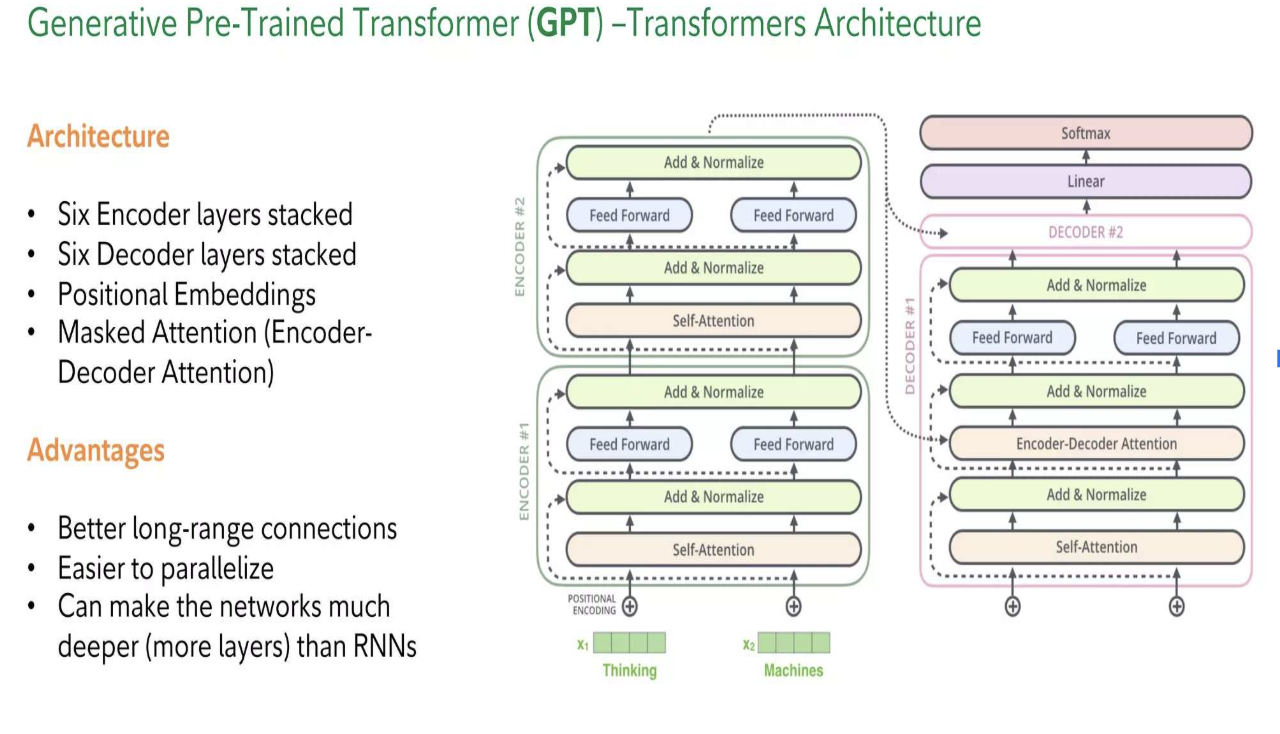 Generative Pre-Trained Transformer (GPT) –Transformers Architecture
Architecture
• Six Encoder layers stacked
• Six Decoder layers stacked
• Positional Embeddings
• Masked Attention (Encoder-
Decoder Attention)
Advantages
• Better long-range connections
• Easier to parallelize
• Can make the networks much
deeper (more layers) than RNNs
ENCODER #2
Add & Normalize
Feed Forward Feed Forward
Add & Normalize
Self-Attention
ENCODER #1
Add & Normalize
Feed Forward Feed Forward
Add & Normalize
Self-Attention
POSITIONAL
ENCODING
X1 X2
Thinking Machines
Softmax
Linear
DECODER #2
DECODER #1
Add & Normalize
Feed Forward Feed Forward
Add & Normalize
Encoder-Decoder Attention
Add & Normalize
Self-Attention